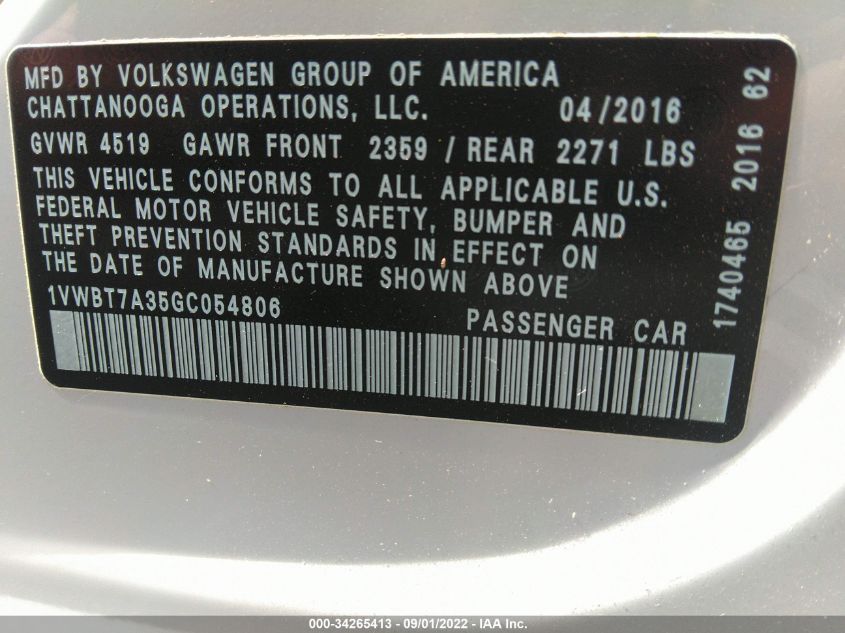 MFD BY VOLKSWAGEN GROUP OF AMERICA
CHATTANOOGA OPERATIONS, LLC. 04/2016
GVWR 4519 GAWR FRONT 2359 / REAR 2271 LBS
THIS VEHICLE CONFORMS TO ALL APPLICABLE U.S.
FEDERAL MOTOR VEHICLE SAFETY, BUMPER AND
THEFT PREVENTION STANDARDS IN EFFECT ON
THE DATE OF MANUFACTURE SHOWN ABOVE
1VWBT7A35GC054806 PASSENGER CAR
1740465 2016 62
000-34265413 - 09/01/2022 - IAA Inc.